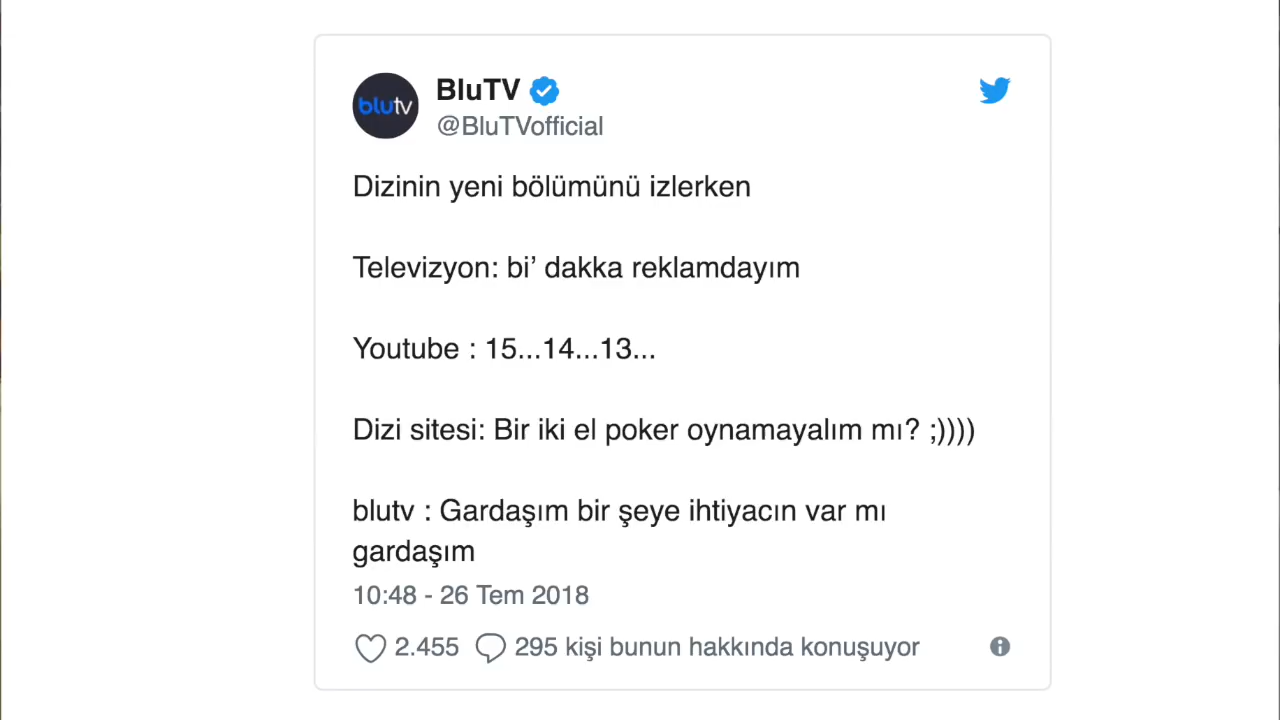 blutv
BluTV
@BluTVofficial
Dizinin yeni bölümünü izlerken
Televizyon: bi’ dakka reklamdayım
Youtube : 15...14...13...
Dizi sitesi: Bir iki el poker oynamayalım mı? ;))))
blutv : Gardaşım bir şeye ihtiyacın var mı
gardaşım
10:48 - 26 Tem 2018
2.455 295 kişi bunun hakkında konuşuyor